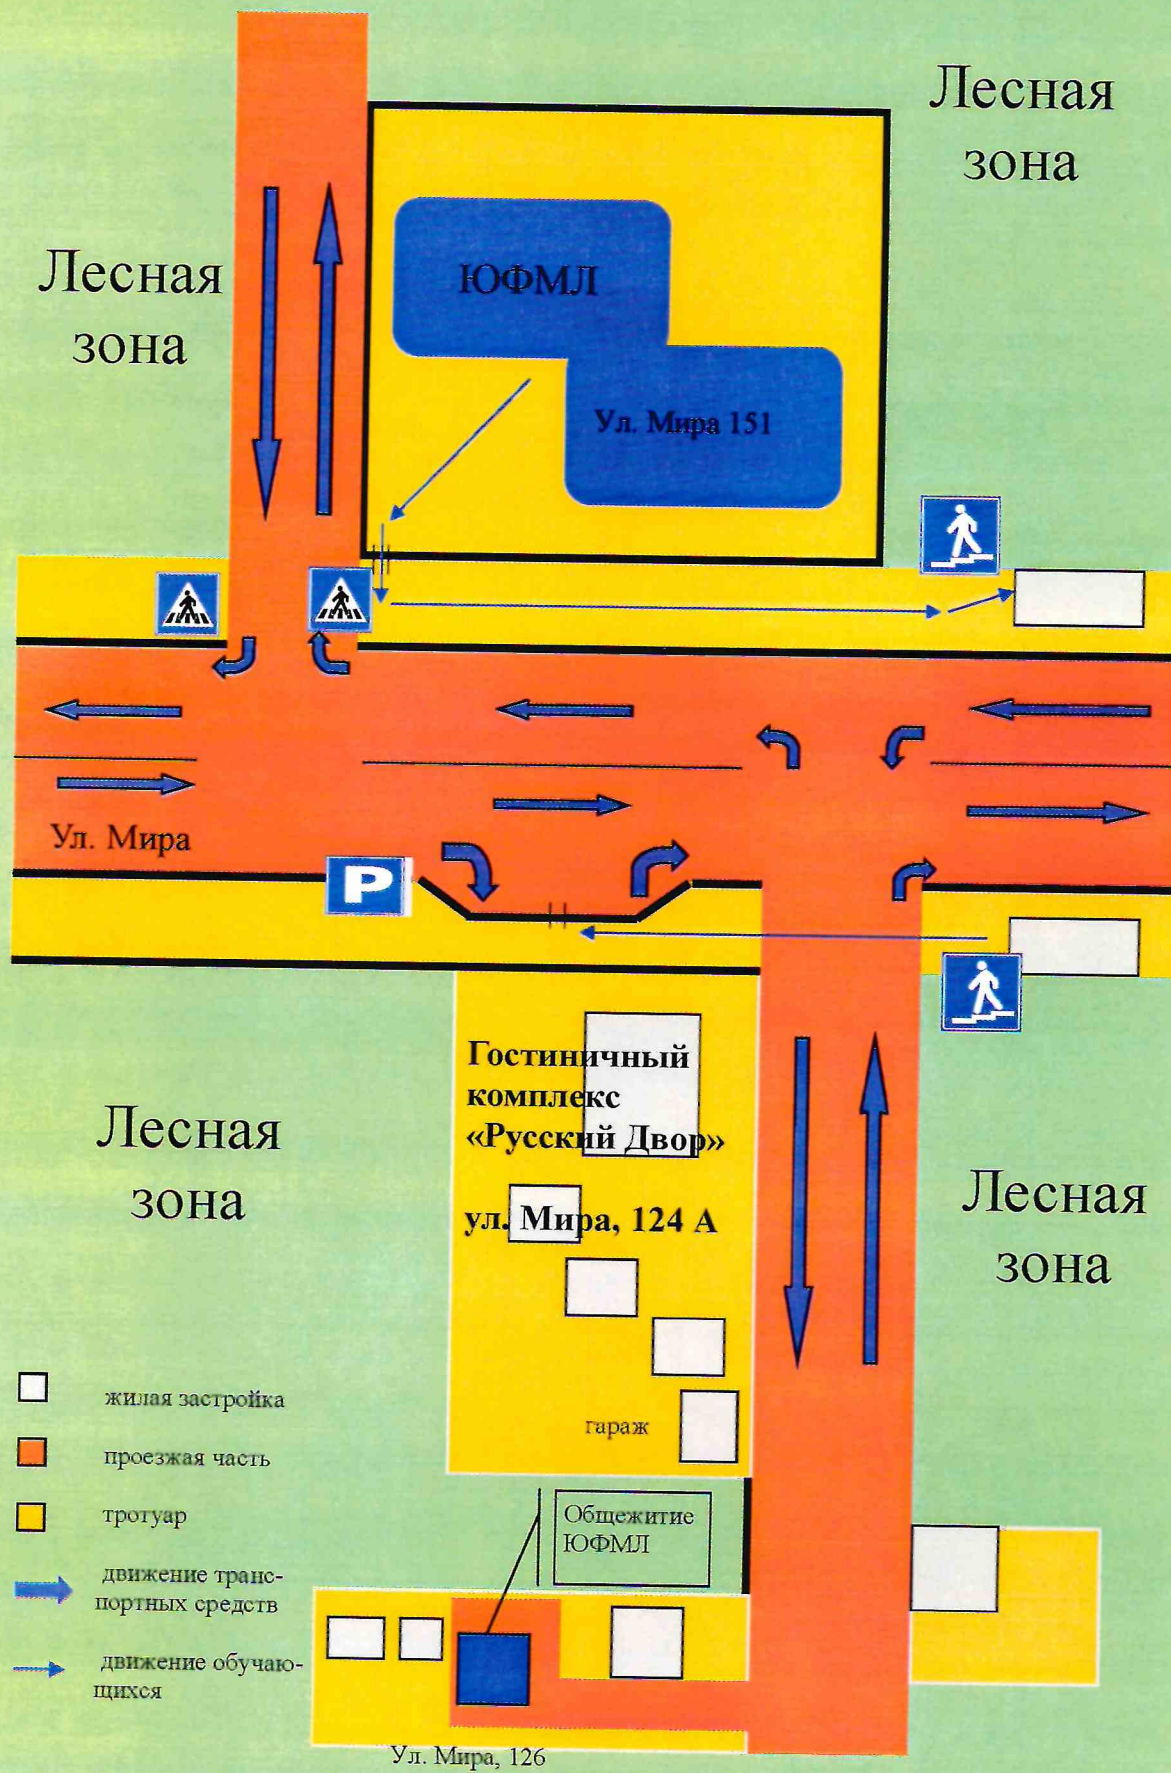 Лесная
зона
Лесная
зона
ЮФМЛ
Ул. Мира 151
Ул. Мира
P
Гостиничный
комплекс
«Русский Двор»
ул. Мира, 124 А
Лесная
зона
Лесная
зона
гараж
Общежитие
ЮФМЛ
жилая застройка
проезжая часть
тротуар
движение транс-
портных средств
движение обучаю-
щихся
Ул. Мира, 126